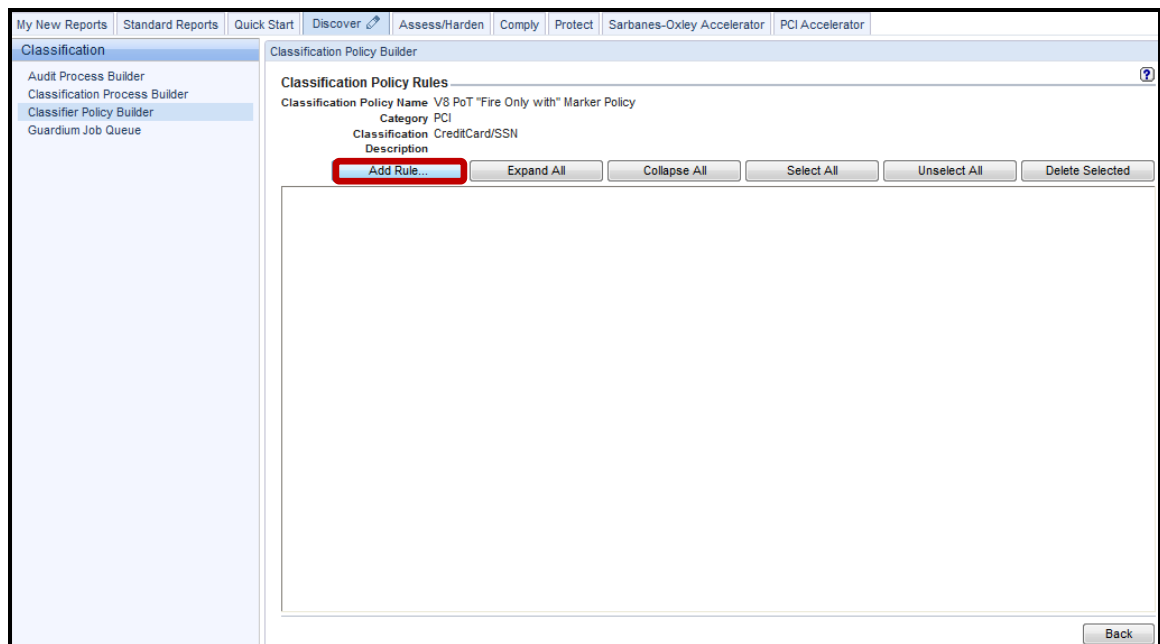 My New Reports Standard Reports Quick Start Discover Assess/Harden Comply Protect Sarbanes-Oxley Accelerator PCI Accelerator
Classification
Audit Process Builder
Classification Process Builder
Classifier Policy Builder
Guardium Job Queue
Classification Policy Builder
?
Classification Policy Rules
Classification Policy Name V8 PoT "Fire Only with" Marker Policy
Category PCI
Classification CreditCard/SSN
Description
Add Rule... Expand All Collapse All Select All Unselect All Delete Selected
Back